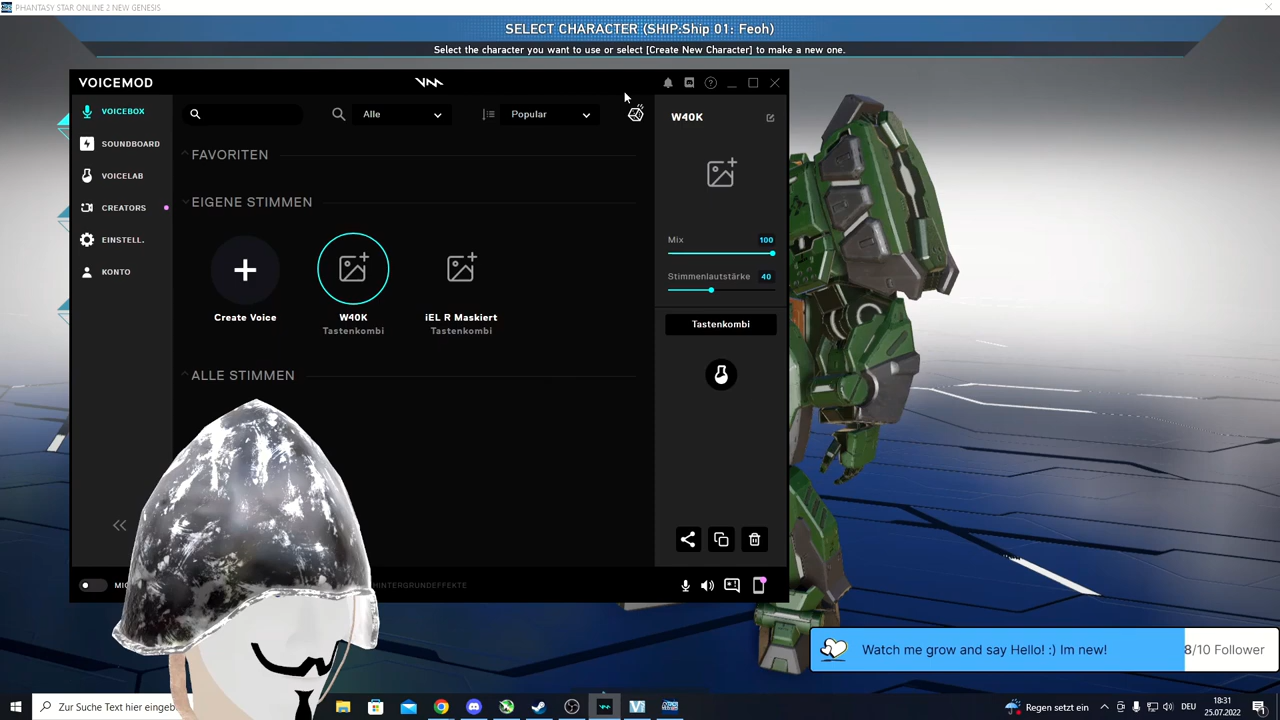 PHANTASY STAR ONLINE 2 NEW GENESIS
SELECT CHARACTER (SHIP:Ship 01: Feoh)
Select the character you want to use or select [Create New Character] to make a new one.
VOICEMOD
VOICEBOX
SOUNDBOARD
VOICELAB
CREATORS
EINSTELL.
KONTO
Alle
Popular
FAVORITEN
EIGENE STIMMEN
Create Voice
W40K
Tastenkombi
iEL R Maskiert
Tastenkombi
ALLE STIMMEN
W40K
Mix 100
Stimmenlautstärke 40
Tastenkombi
HINTERGRUNDEFFEKTE
Watch me grow and say Hello! :) Im new!
8/10 Follower
Zur Suche Text hier eingeb
Regen setzt ein
DEU
18:31
25.07.2022